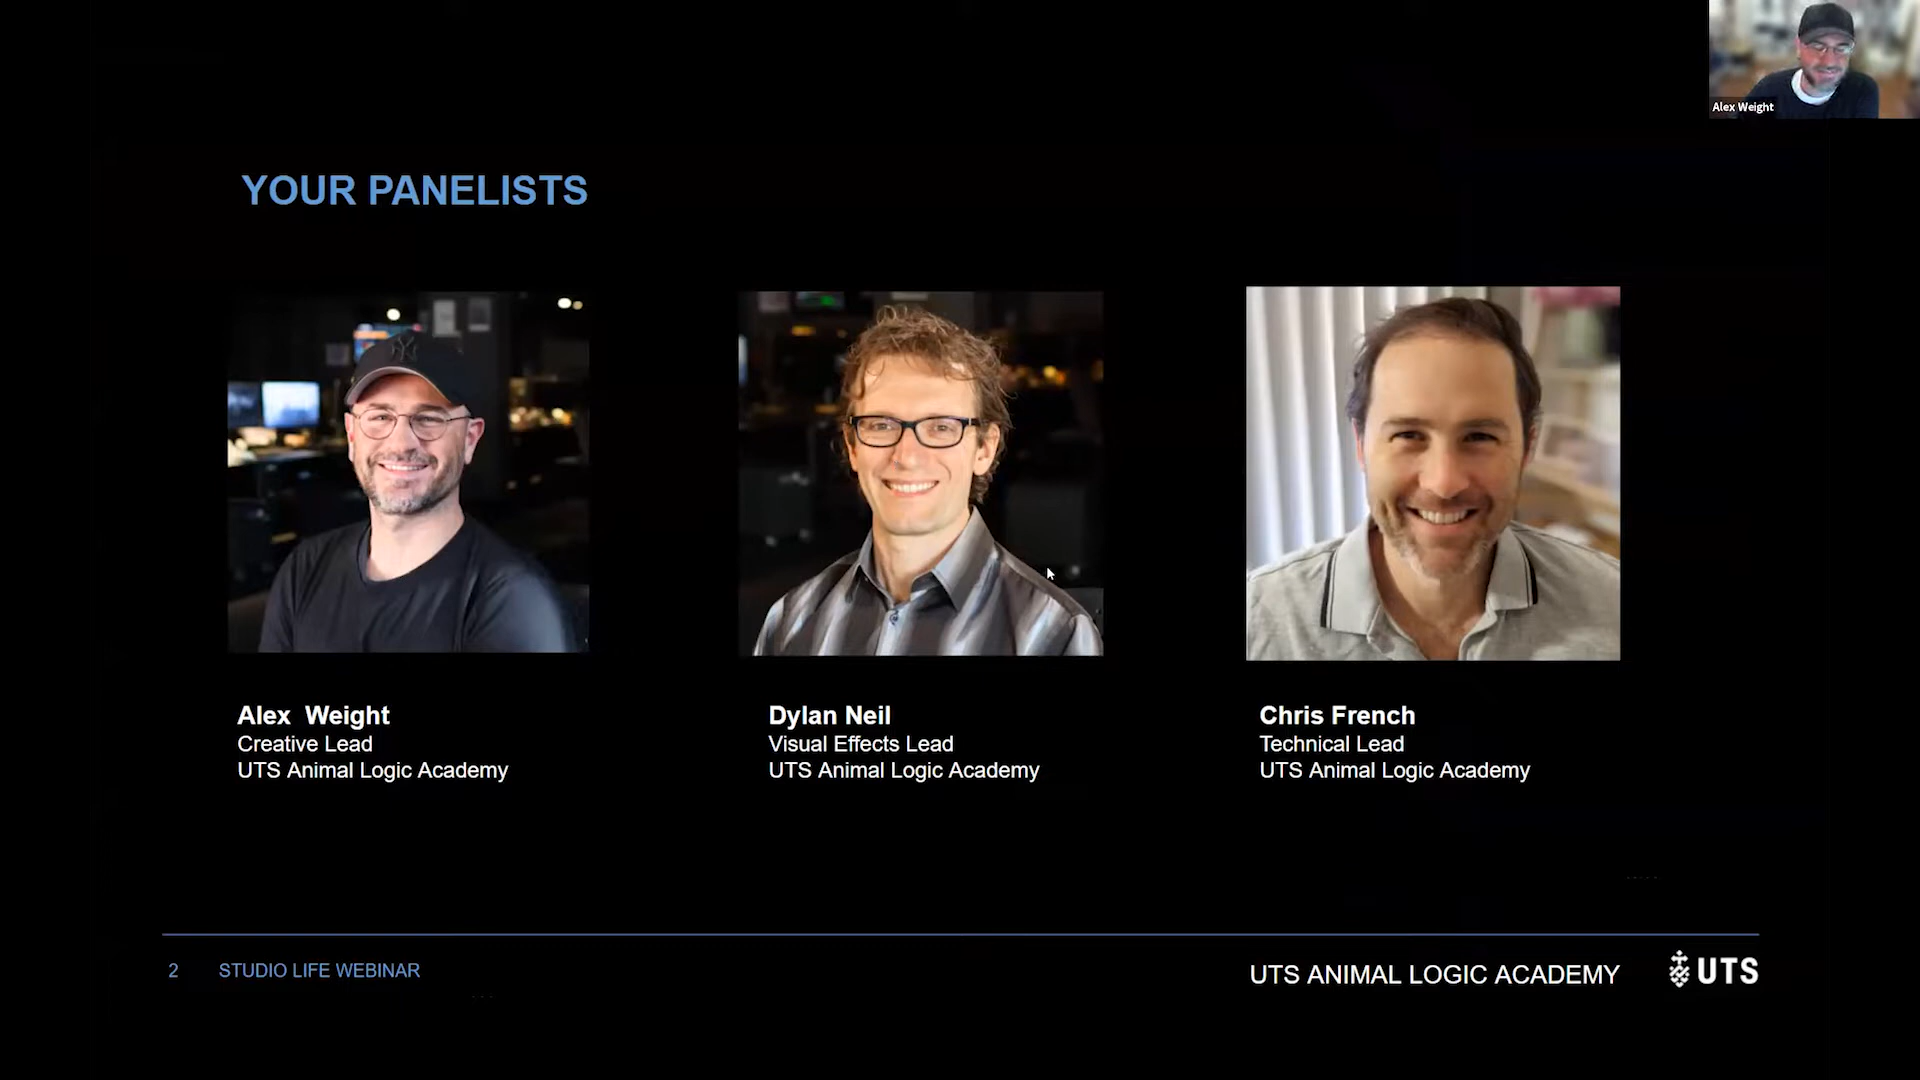 Alex Weight
YOUR PANELISTS
Alex  Weight
Creative Lead
UTS Animal Logic Academy
Dylan Neil
Visual Effects Lead
UTS Animal Logic Academy
Chris French
Technical Lead
UTS Animal Logic Academy
2
STUDIO LIFE WEBINAR
UTS ANIMAL LOGIC ACADEMY
UTS